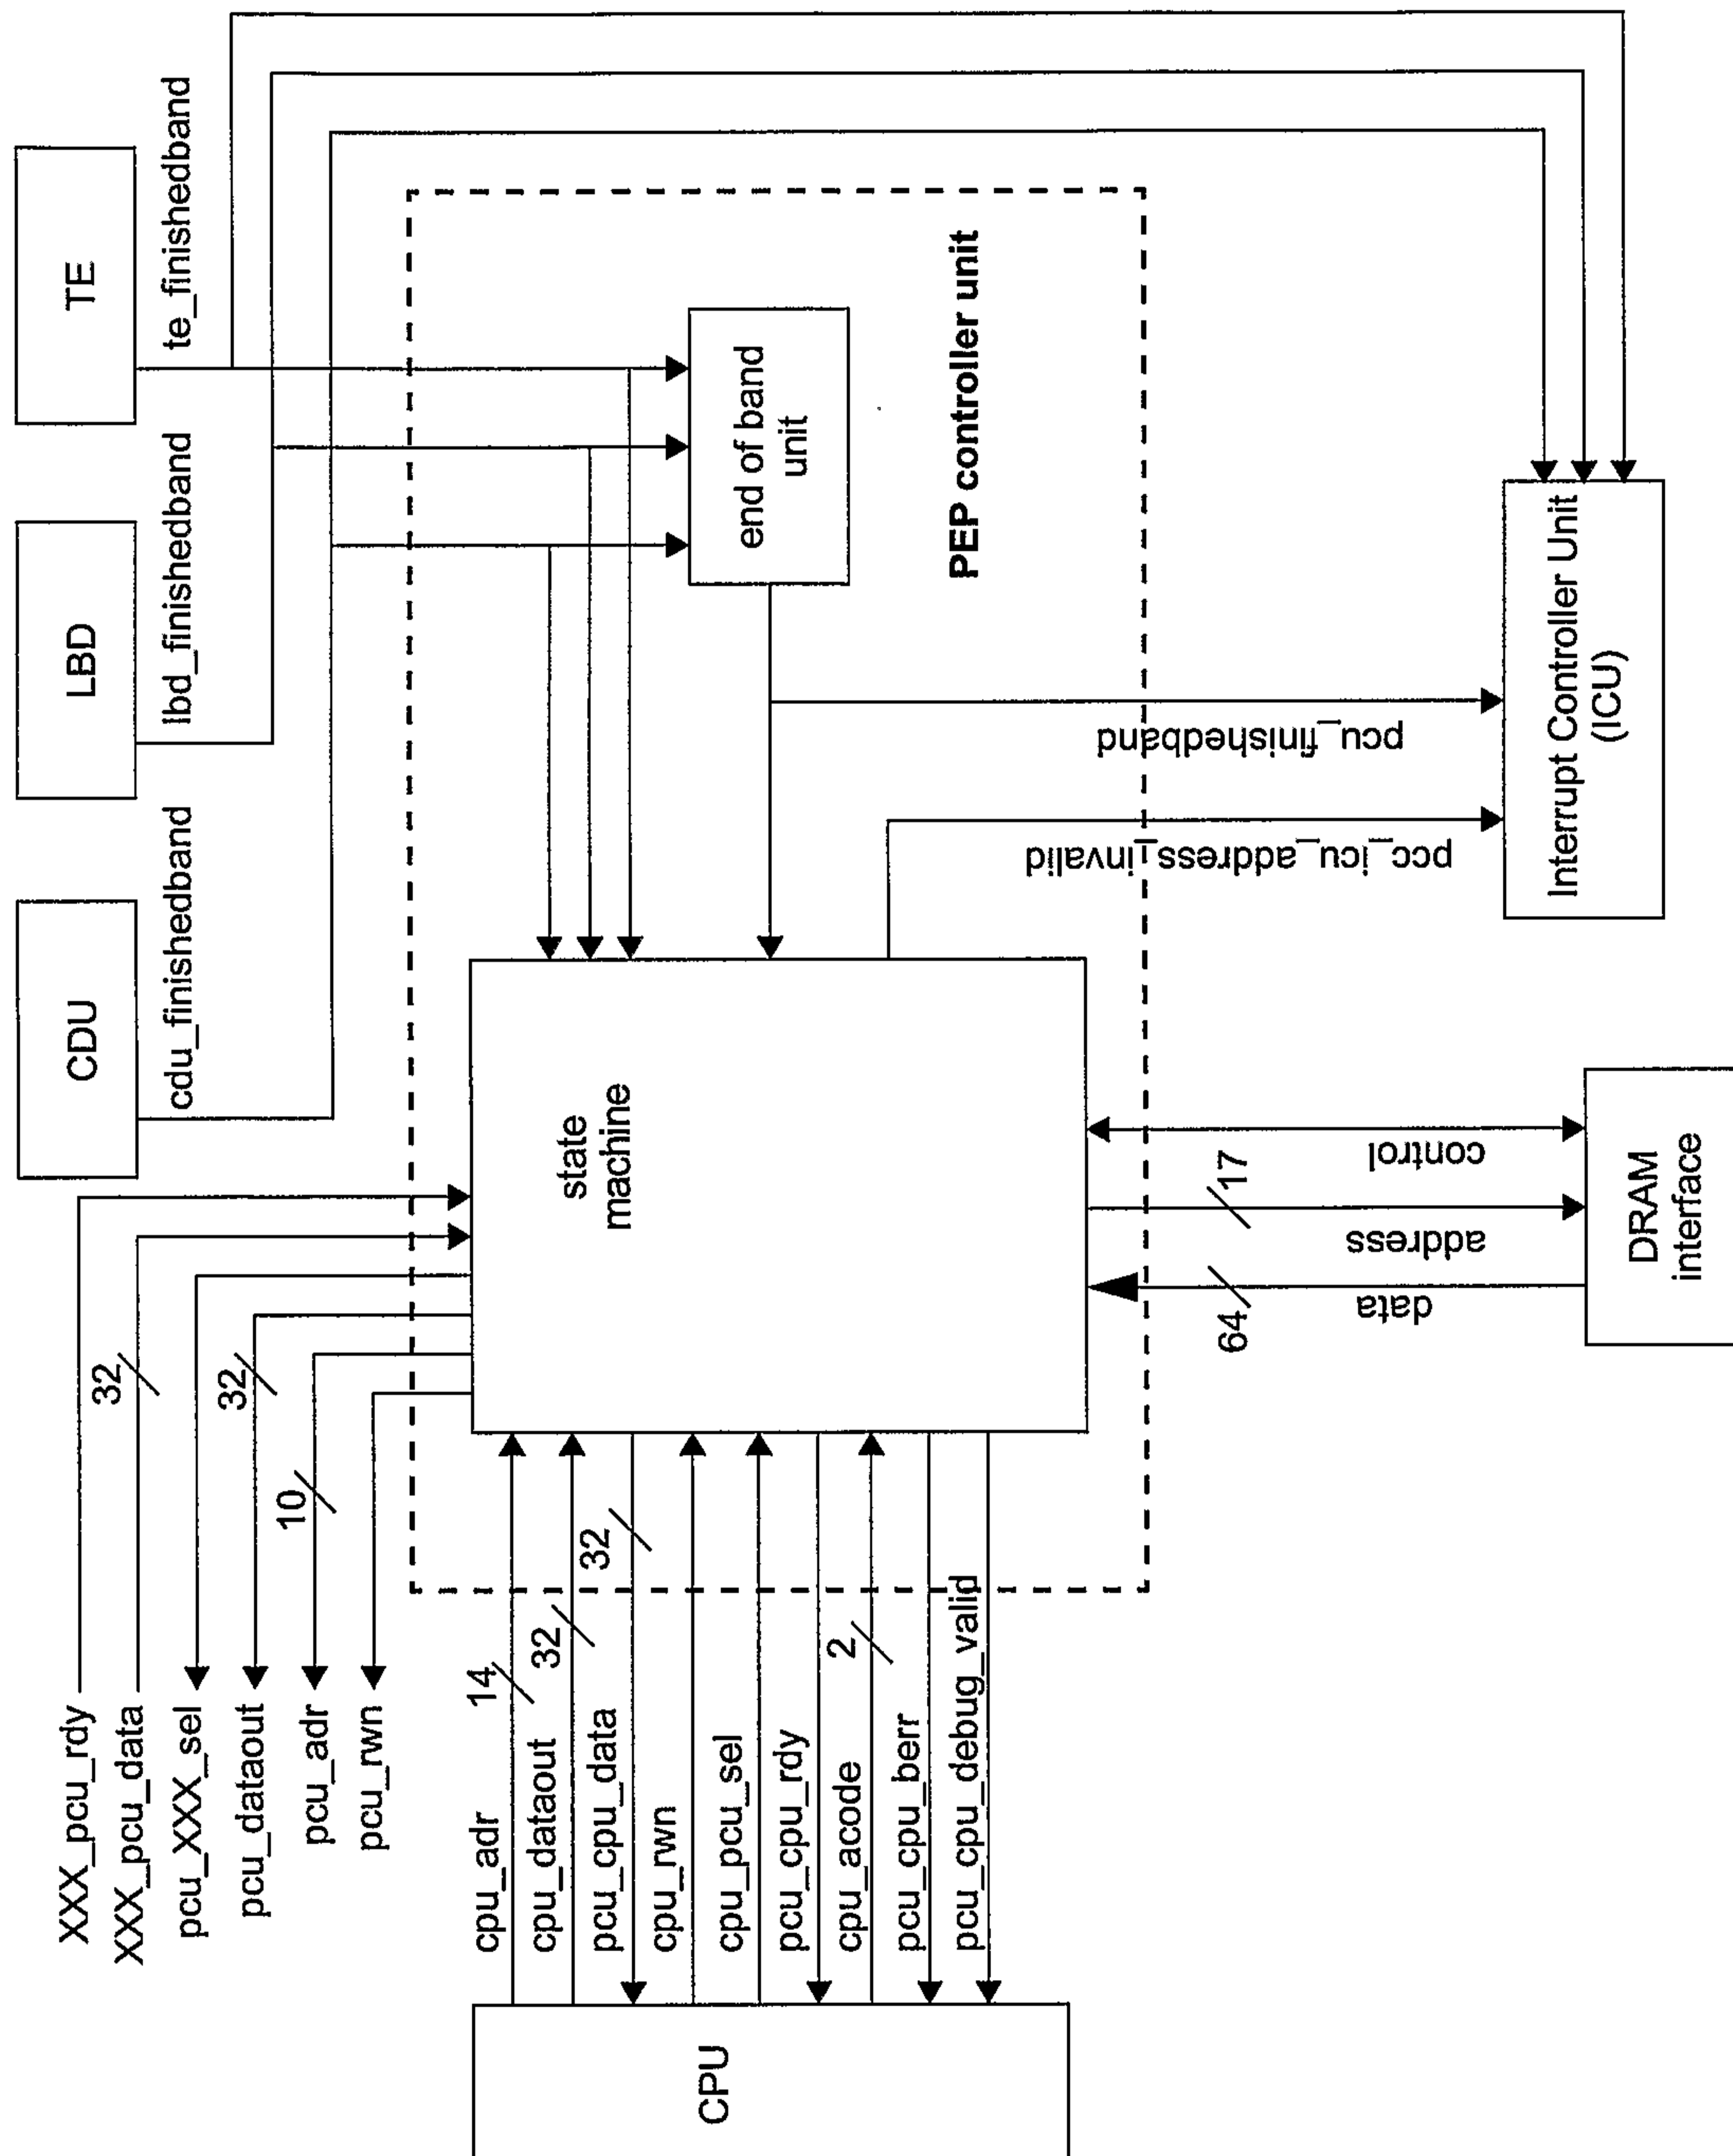 CDU
LBD
TE
cdu_finishedband
lbd_finishedband
te_finishedband
XXX_pcu_rdy
XXX_pcu_data
32
pcu_XXX_sel
pcu_dataout
32
pcu_adr
10
pcu_rwn
CPU
cpu_adr
14
cpu_dataout
32
pcu_cpu_data
32
cpu_rwn
cpu_pcu_sel
pcu_cpu_rdy
cpu_acode
2
pcu_cpu_berr
pcu_cpu_debug_valid
state
machine
end of band
unit
PEP controller unit
pcu_finishedband
pcc_icu_address_invalid
64
data
17
address
control
DRAM
interface
Interrupt Controller Unit
(ICU)